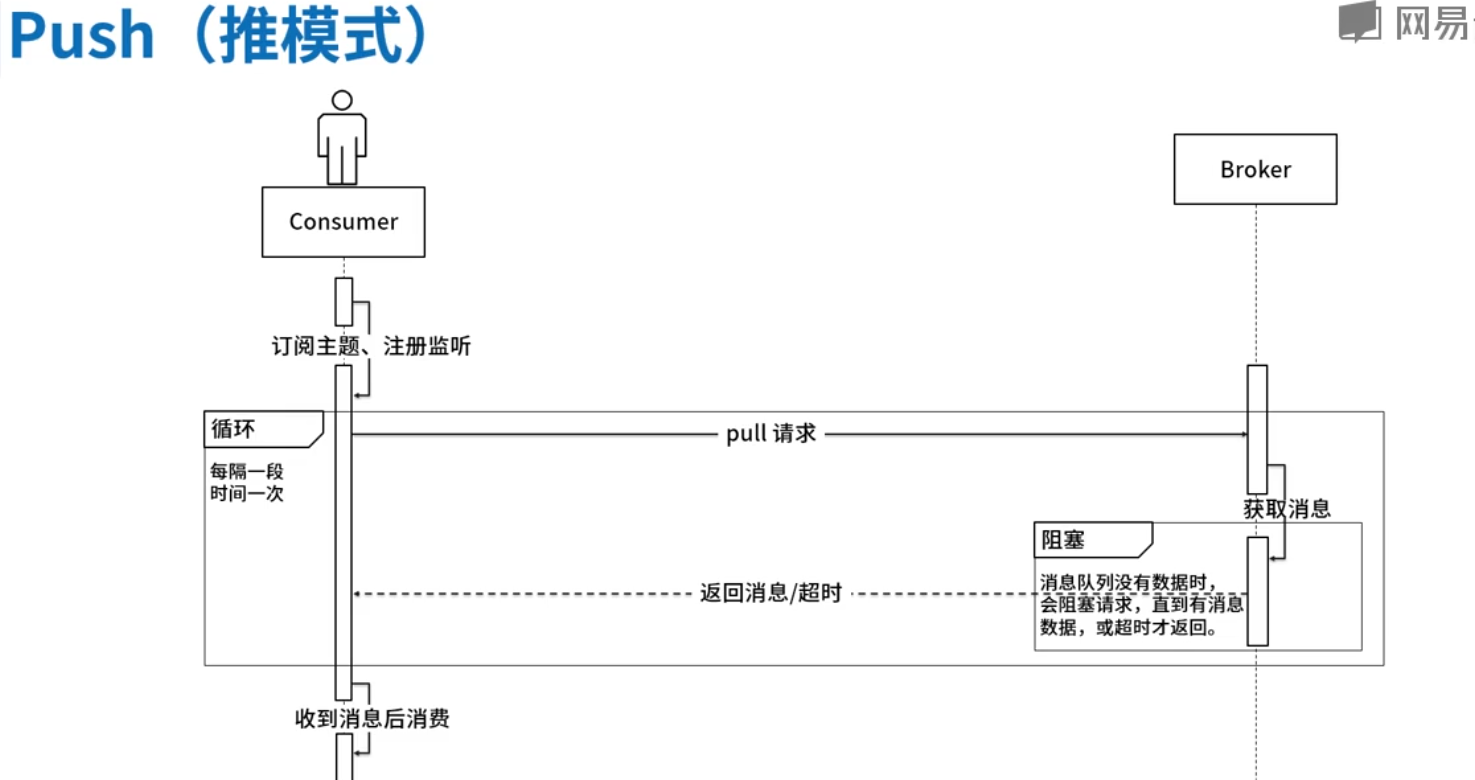 Push（推模式）
网易
Consumer
Broker
订阅主题、注册监听
循环
pull 请求
每隔一段
时间一次
获取消息
阻塞
消息队列没有数据时，
会阻塞请求，直到有消息
数据，或超时才返回。
返回消息/超时
收到消息后消费